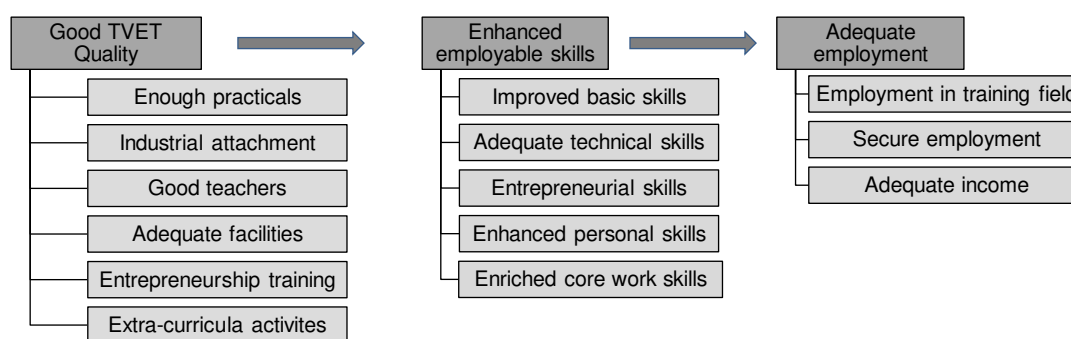 Good TVET
Quality
Enough practicals
Industrial attachment
Good teachers
Adequate facilities
Entrepreneurship training
Extra-curricula activites
Enhanced
employable skills
Improved basic skills
Adequate technical skills
Entrepreneurial skills
Enhanced personal skills
Enriched core work skills
Adequate
employment
Employment in training field
Secure employment
Adequate income